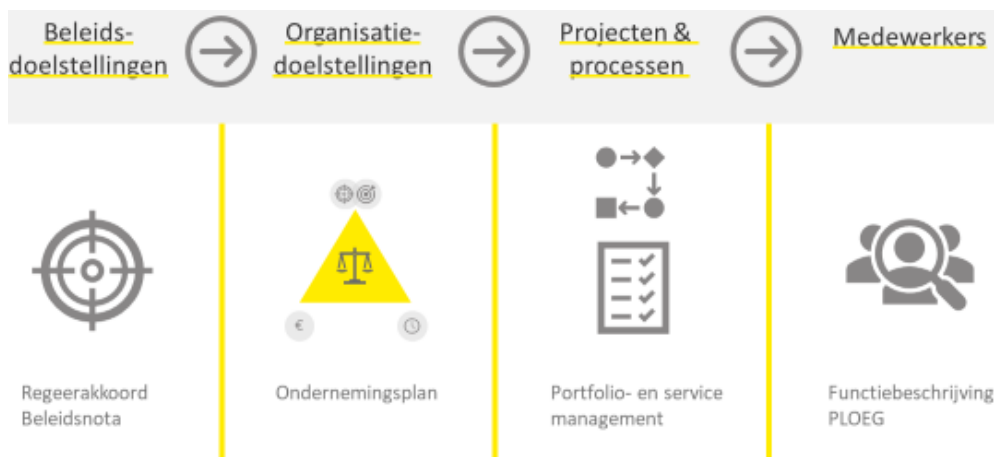 Beleids-
doelstellingen
Organisatie-
doelstellingen
Projecten &
processen
Medewerkers
€
Regeerakkoord
Beleidsnota
Ondernemingsplan
Portfolio- en service
management
Functiebeschrijving
PLOEG